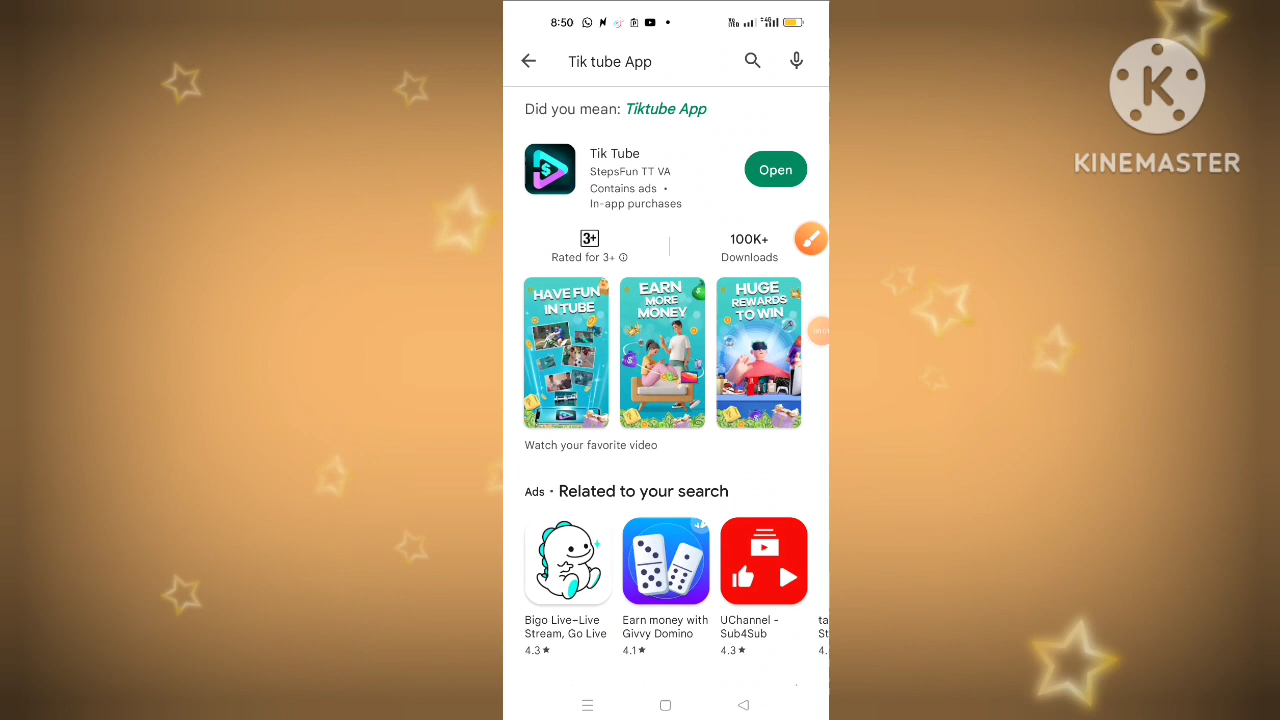 8:50
Tik tube App
Did you mean: Tiktube App
Tik Tube
StepsFun TT VA
Contains ads •
In-app purchases
Open
3+
Rated for 3+
100K+
Downloads
HAVE FUN
IN TUBE
EARN
MORE
MONEY
HUGE
REWARDS
TO WIN
Watch your favorite video
Ads • Related to your search
Bigo Live-Live
Stream, Go Live
4.3★
Earn money with
Givvy Domino
4.1★
UChannel -
Sub4Sub
4.3★
ta
St
4.
K
KINEMASTER